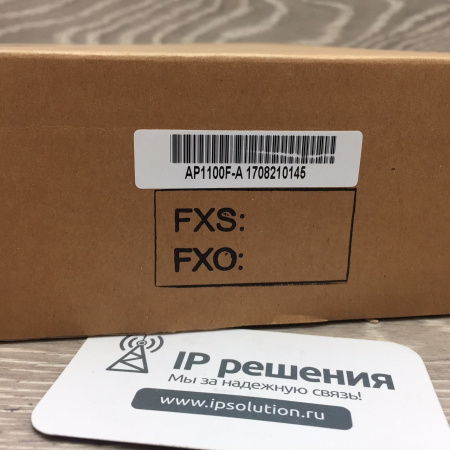 AP1100F-A 1708210145
FXS:
FXO:
IP решения
Мы за надежную связь!
www.ipsolution.ru